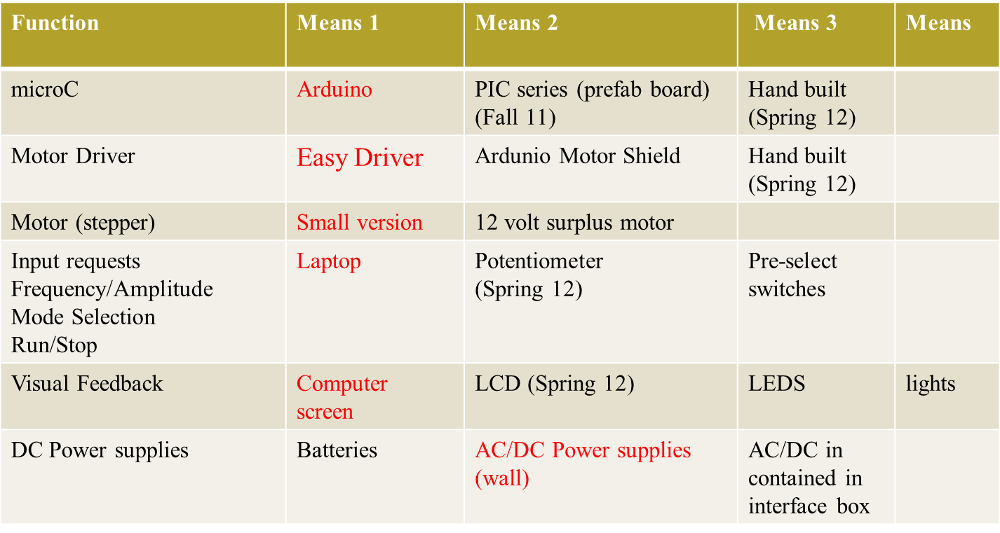 Function Means 1 Means 2 Means 3 Means
microC Arduino PIC series (prefab board) Hand built
(Fall 11) (Spring 12)
Motor Driver Easy Driver Ardunio Motor Shield Hand built
(Spring 12)
Motor (stepper) Small version 12 volt surplus motor
Input requests Laptop Potentiometer Pre-select
Frequency/Amplitude (Spring 12) switches
Mode Selection
Run/Stop
Visual Feedback Computer LCD (Spring 12) LEDS lights
screen
DC Power supplies Batteries AC/DC Power supplies AC/DC in
(wall) contained in
interface box